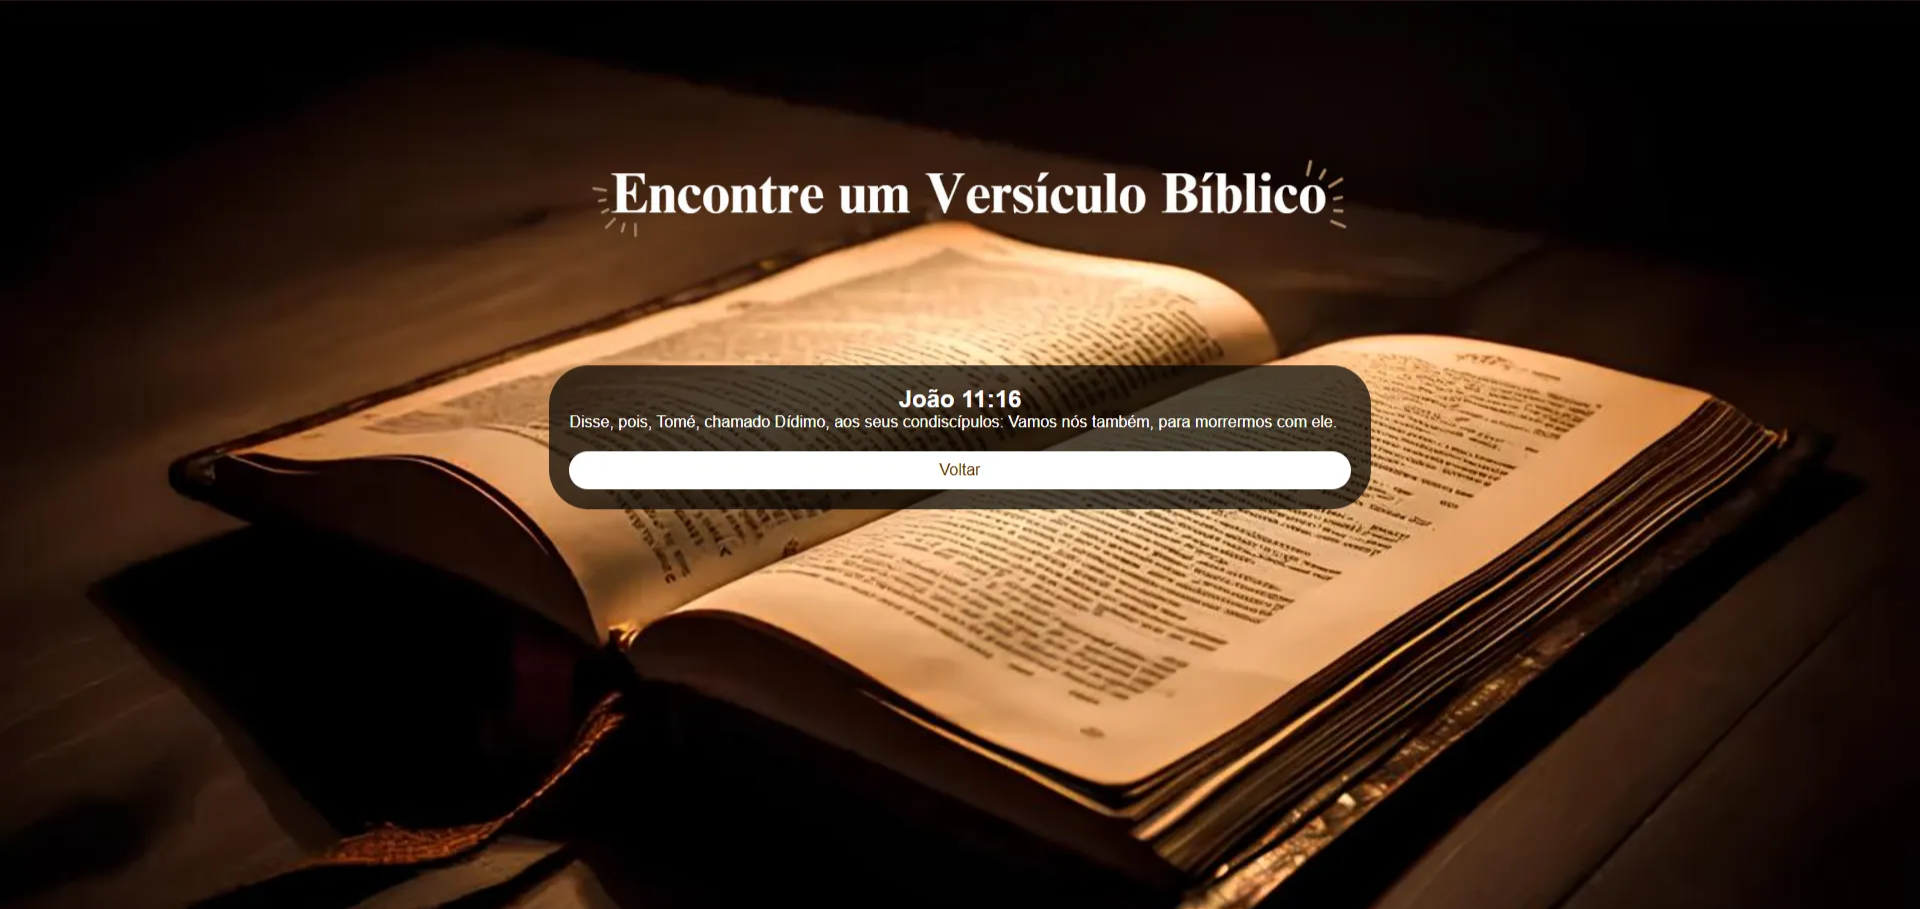 Encontre um Versículo Bíblico
João 11:16
Disse, pois, Tomé, chamado Dídimo, aos seus condiscípulos: Vamos nós também, para morrermos com ele.
Voltar